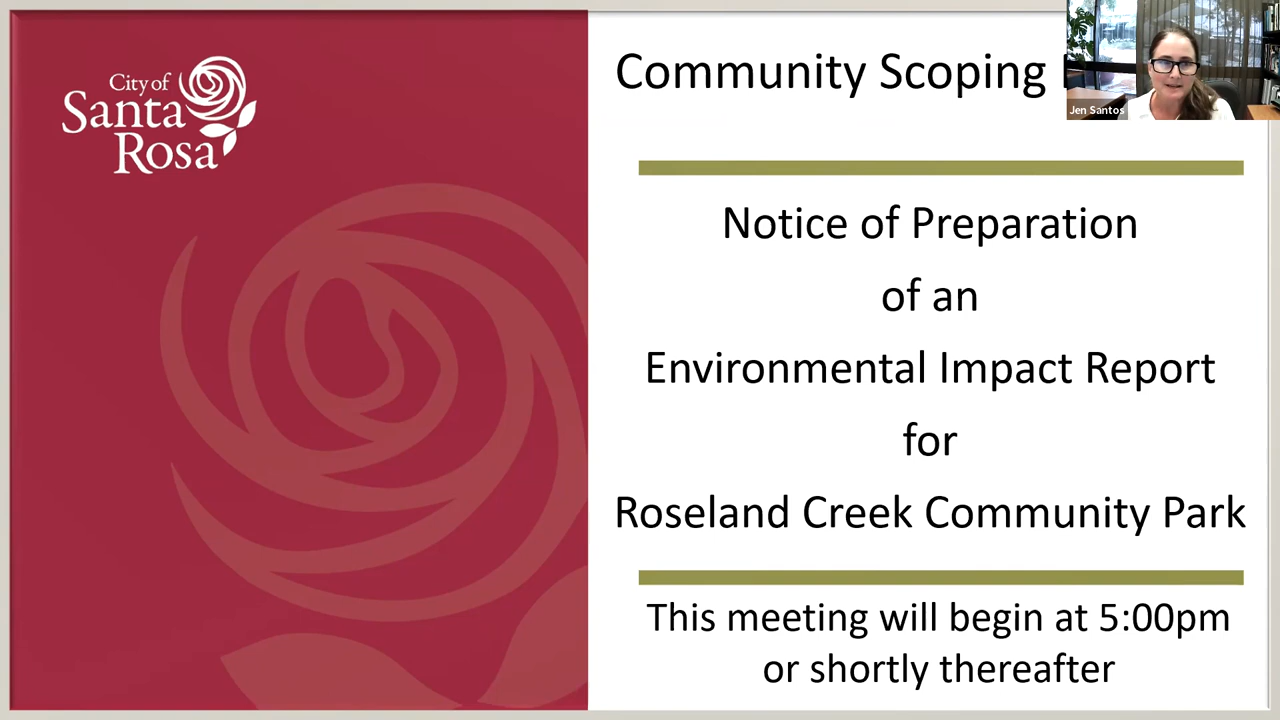 City of
Santa
Rosa
Community Scoping
Jen Santos
Notice of Preparation
of an
Environmental Impact Report
for
Roseland Creek Community Park
This meeting will begin at 5:00pm
or shortly thereafter